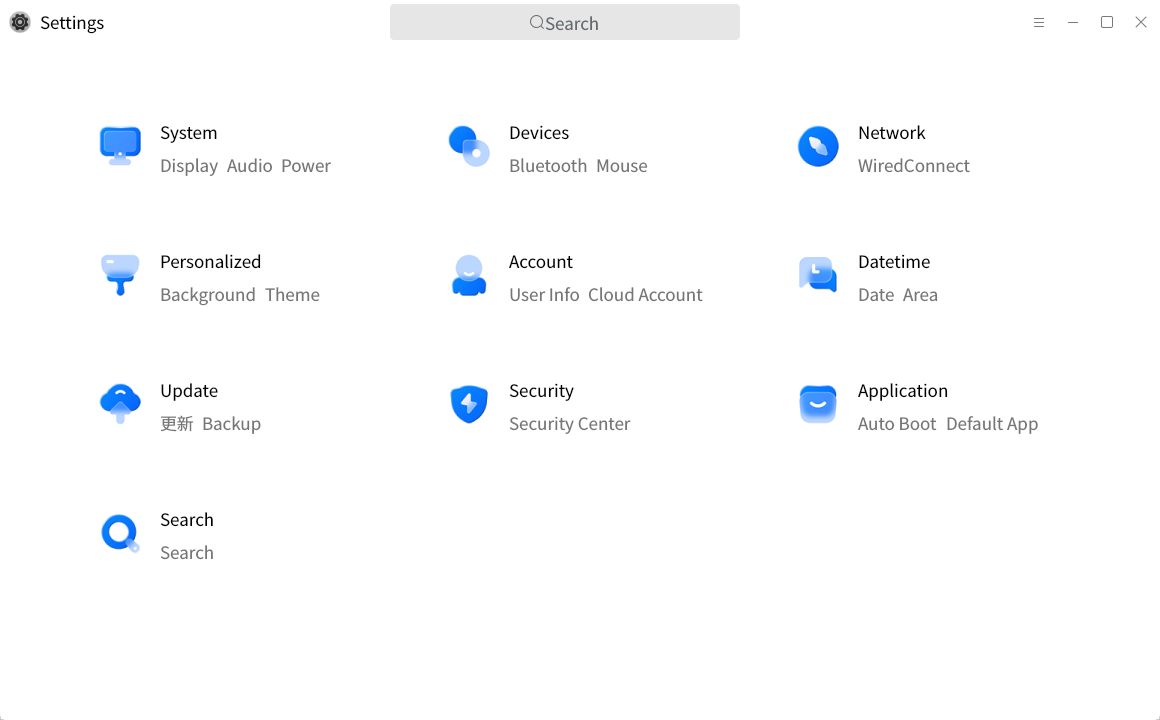 Settings
Search
System
Display Audio Power
Devices
Bluetooth Mouse
Network
WiredConnect
Personalized
Background Theme
Account
User Info Cloud Account
Datetime
Date Area
Update
更新 Backup
Security
Security Center
Application
Auto Boot Default App
Search
Search